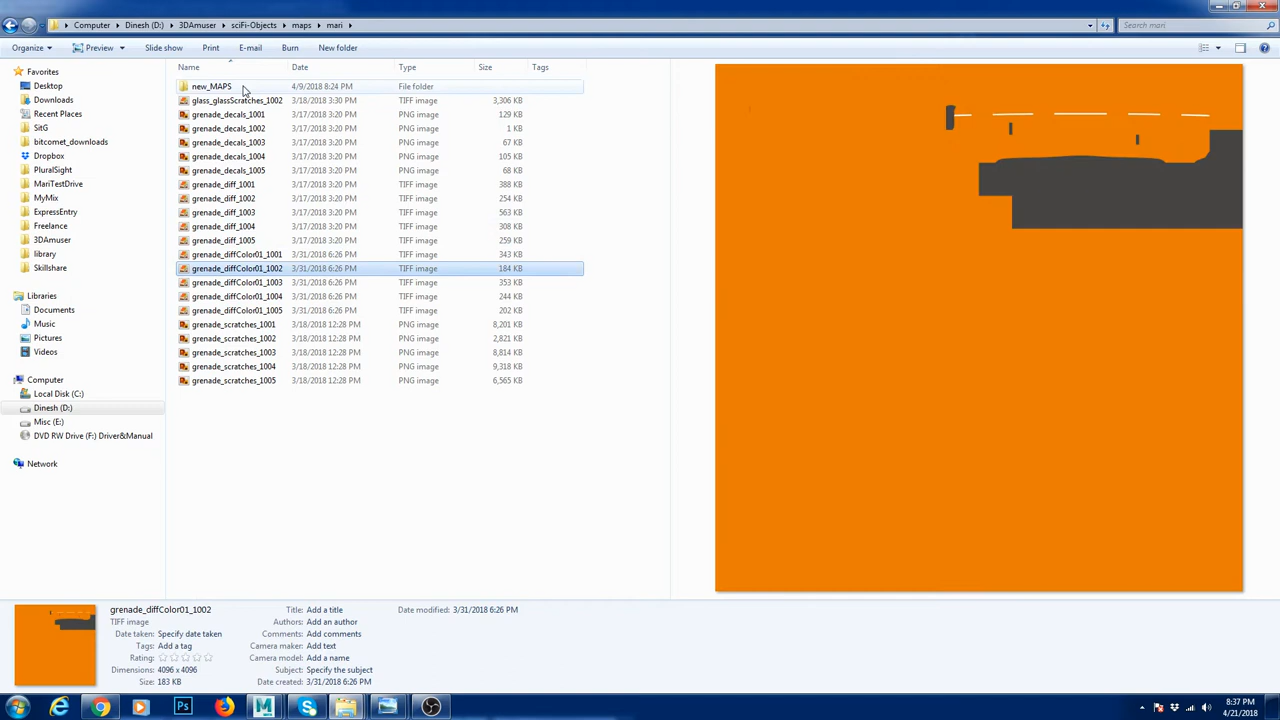 Computer ▸ Dinesh (D:) ▸ 3DAmuser ▸ sciFi-Objects ▸ maps ▸ mari ▸ Search mari
Organize ▾ Preview ▾ Slide show Print E-mail Burn New folder
Name Date Type Size Tags
Favorites
Desktop
Downloads
Recent Places
SitG
bitcomet_downloads
Dropbox
PluralSight
MariTestDrive
MyMix
ExpressEntry
Freelance
3DAmuser
library
Skillshare
Libraries
Documents
Music
Pictures
Videos
Computer
Local Disk (C:)
Dinesh (D:)
Misc (E:)
DVD RW Drive (F:) Driver&Manual
Network
new_MAPS 4/9/2018 8:24 PM File folder
glass_glassScratches_1002 3/18/2018 3:30 PM TIFF image 3,306 KB
grenade_decals_1001 3/17/2018 3:20 PM PNG image 129 KB
grenade_decals_1002 3/17/2018 3:20 PM PNG image 1 KB
grenade_decals_1003 3/17/2018 3:20 PM PNG image 67 KB
grenade_decals_1004 3/17/2018 3:20 PM PNG image 105 KB
grenade_decals_1005 3/17/2018 3:20 PM PNG image 68 KB
grenade_diff_1001 3/17/2018 3:20 PM TIFF image 388 KB
grenade_diff_1002 3/17/2018 3:20 PM TIFF image 254 KB
grenade_diff_1003 3/17/2018 3:20 PM TIFF image 563 KB
grenade_diff_1004 3/17/2018 3:20 PM TIFF image 308 KB
grenade_diff_1005 3/17/2018 3:20 PM TIFF image 259 KB
grenade_diffColor01_1001 3/31/2018 6:26 PM TIFF image 343 KB
grenade_diffColor01_1002 3/31/2018 6:26 PM TIFF image 184 KB
grenade_diffColor01_1003 3/31/2018 6:26 PM TIFF image 353 KB
grenade_diffColor01_1004 3/31/2018 6:26 PM TIFF image 244 KB
grenade_diffColor01_1005 3/31/2018 6:26 PM TIFF image 202 KB
grenade_scratches_1001 3/18/2018 12:28 PM PNG image 8,201 KB
grenade_scratches_1002 3/18/2018 12:28 PM PNG image 2,821 KB
grenade_scratches_1003 3/18/2018 12:28 PM PNG image 8,814 KB
grenade_scratches_1004 3/18/2018 12:28 PM PNG image 9,318 KB
grenade_scratches_1005 3/18/2018 12:28 PM PNG image 6,565 KB
grenade_diffColor01_1002 Title: Add a title Date modified: 3/31/2018 6:26 PM
TIFF image Authors: Add an author
Date taken: Specify date taken Comments: Add comments
Tags: Add a tag Camera maker: Add text
Rating: Camera model: Add a name
Dimensions: 4096 x 4096 Subject: Specify the subject
Size: 183 KB Date created: 3/31/2018 6:26 PM
Ps
8:37 PM
4/21/2018